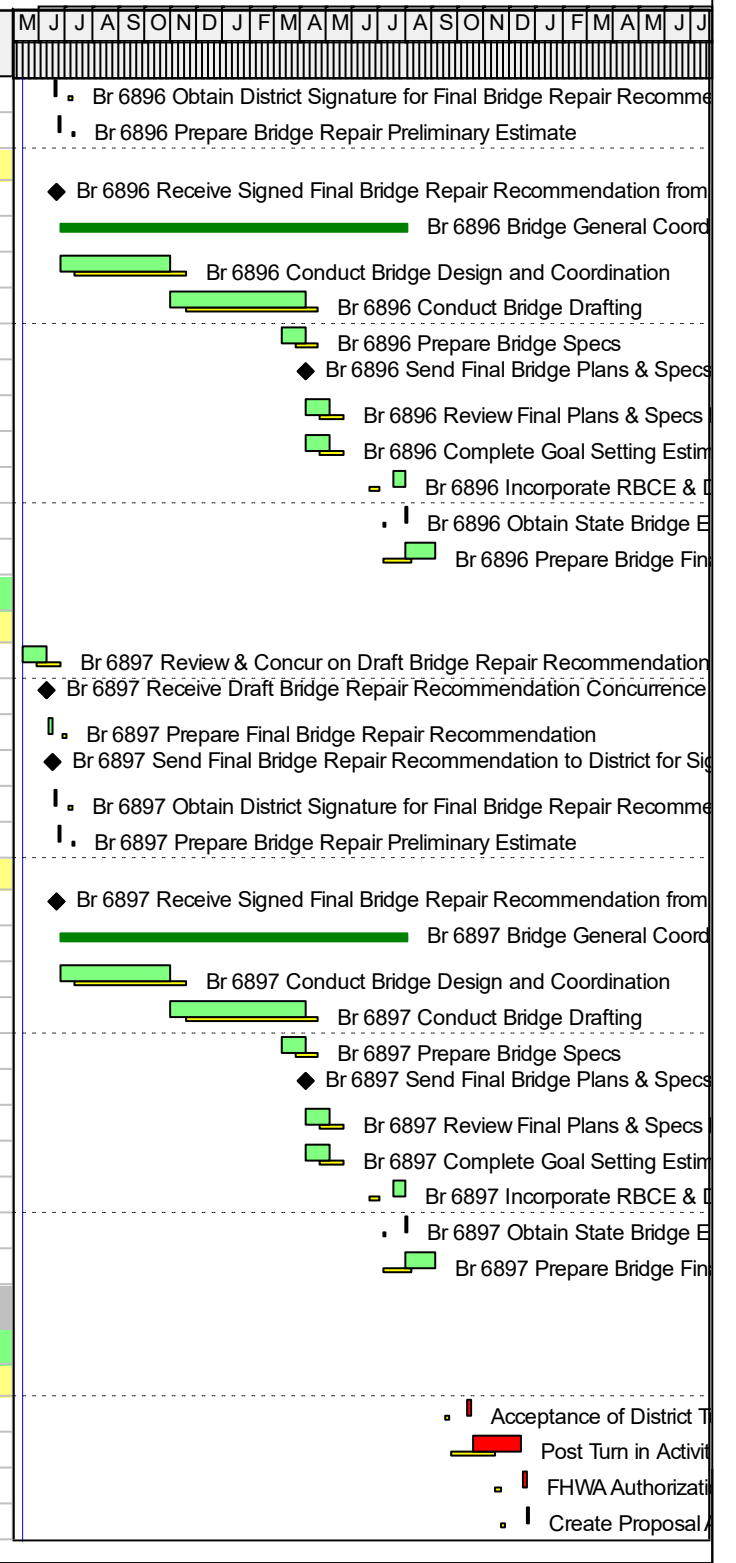 M J J A S O N D J F M A M J J A S O N D J F M A M J J
Br 6896 Obtain District Signature for Final Bridge Repair Recomme
Br 6896 Prepare Bridge Repair Preliminary Estimate
Br 6896 Receive Signed Final Bridge Repair Recommendation from
Br 6896 Bridge General Coord
Br 6896 Conduct Bridge Design and Coordination
Br 6896 Conduct Bridge Drafting
Br 6896 Prepare Bridge Specs
Br 6896 Send Final Bridge Plans & Specs
Br 6896 Review Final Plans & Specs
Br 6896 Complete Goal Setting Estim
Br 6896 Incorporate RBCE &
Br 6896 Obtain State Bridge E
Br 6896 Prepare Bridge Fin
Br 6897 Review & Concur on Draft Bridge Repair Recommendation
Br 6897 Receive Draft Bridge Repair Recommendation Concurrence
Br 6897 Prepare Final Bridge Repair Recommendation
Br 6897 Send Final Bridge Repair Recommendation to District for Sig
Br 6897 Obtain District Signature for Final Bridge Repair Recomme
Br 6897 Prepare Bridge Repair Preliminary Estimate
Br 6897 Receive Signed Final Bridge Repair Recommendation from
Br 6897 Bridge General Coord
Br 6897 Conduct Bridge Design and Coordination
Br 6897 Conduct Bridge Drafting
Br 6897 Prepare Bridge Specs
Br 6897 Send Final Bridge Plans & Specs
Br 6897 Review Final Plans & Specs
Br 6897 Complete Goal Setting Estim
Br 6897 Incorporate RBCE &
Br 6897 Obtain State Bridge E
Br 6897 Prepare Bridge Fin
Acceptance of District T
Post Turn in Activit
FHWA Authorizati
Create Proposal